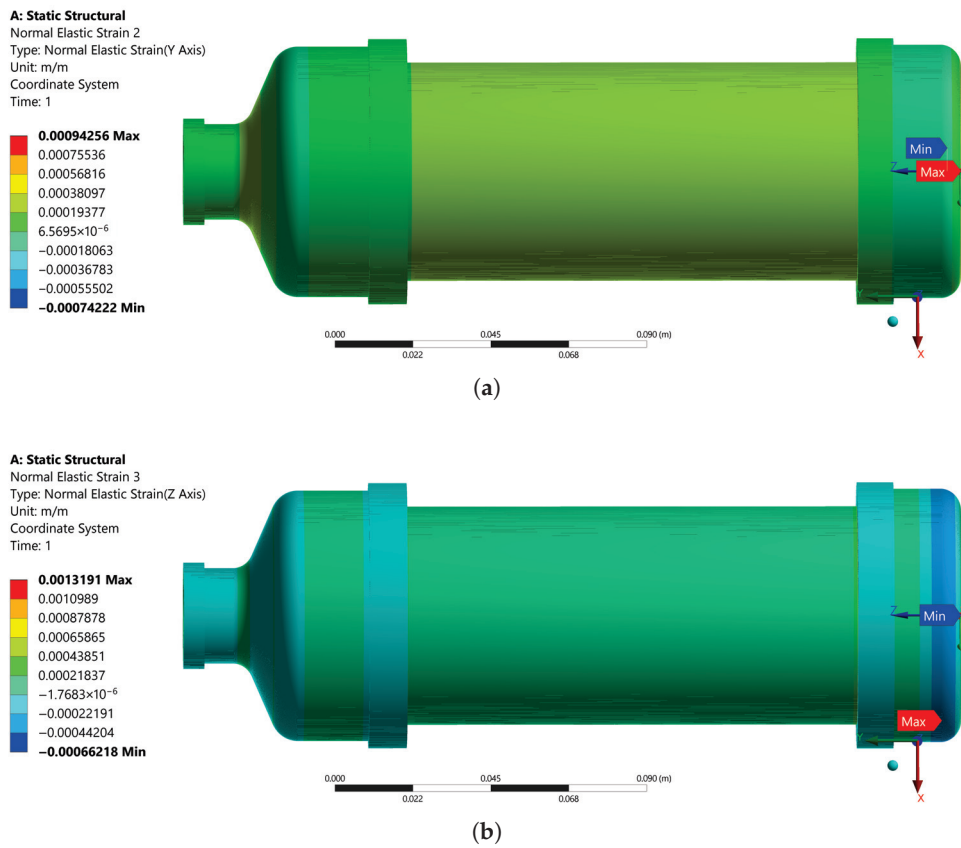 A: Static Structural
Normal Elastic Strain 2
Type: Normal Elastic Strain(Y Axis)
Unit: m/m
Coordinate System
Time: 1
0.00094256 Max
0.00075536
0.00056816
0.00038097
0.00019377
6.5695×10⁻⁶
−0.00018063
−0.00036783
−0.00055502
−0.00074222 Min
Min
Z
Max
Y
Z
X
0.000
0.045
0.090 (m)
0.022
0.068
(a)
A: Static Structural
Normal Elastic Strain 3
Type: Normal Elastic Strain(Z Axis)
Unit: m/m
Coordinate System
Time: 1
0.0013191 Max
0.0010989
0.00087878
0.00065865
0.00043851
0.00021837
−1.7683×10⁻⁶
−0.00022191
−0.00044204
−0.00066218 Min
Z
Min
Max
Y
Z
X
0.000
0.045
0.090 (m)
0.022
0.068
(b)